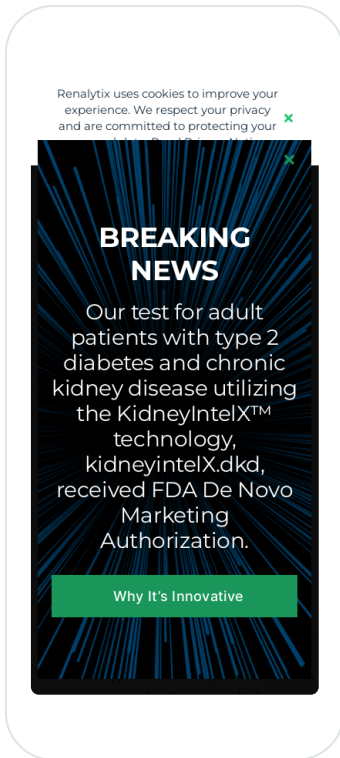 Renalytix uses cookies to improve your
experience. We respect your privacy
and are committed to protecting your
BREAKING
NEWS
Our test for adult
patients with type 2
diabetes and chronic
kidney disease utilizing
the KidneyIntelX™
technology,
kidneyintelX.dkd,
received FDA De Novo
Marketing
Authorization.
Why It's Innovative